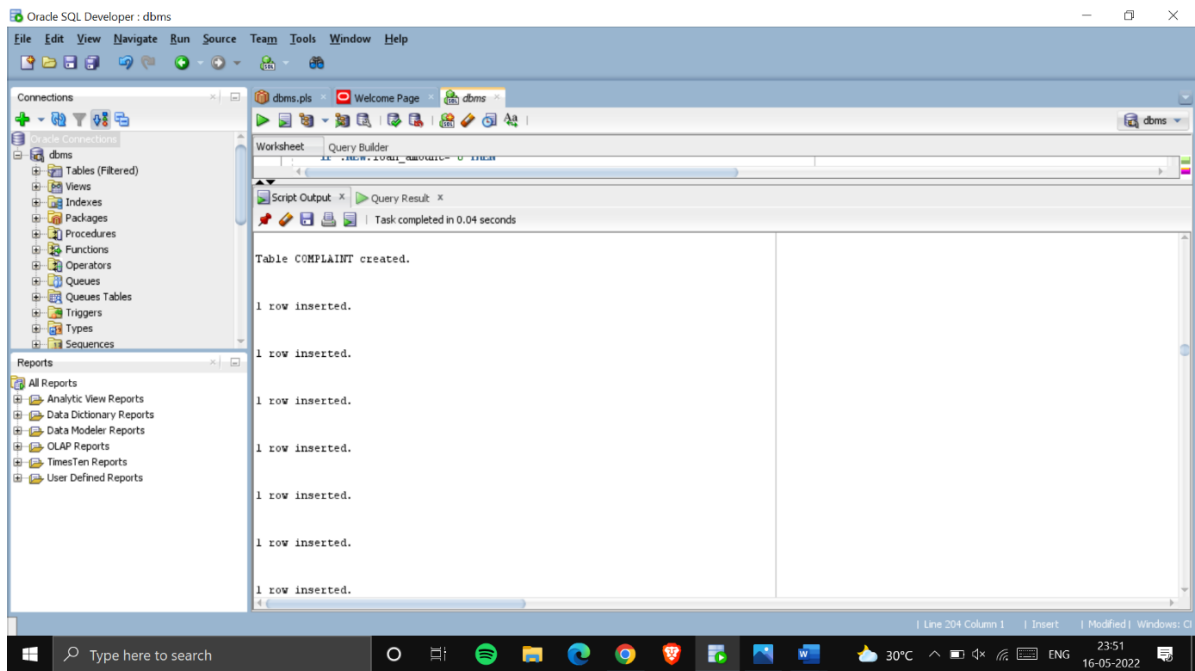 Oracle SQL Developer : dbms
File Edit View Navigate Run Source Team Tools Window Help
Connections
Oracle Connections
dbms
Tables (Filtered)
Views
Indexes
Packages
Procedures
Functions
Operators
Queues
Queues Tables
Triggers
Types
Sequences
Reports
All Reports
Analytic View Reports
Data Dictionary Reports
Data Modeler Reports
OLAP Reports
TimesTen Reports
User Defined Reports
dbms.pls Welcome Page dbms
dbms
Worksheet Query Builder
Script Output Query Result
Task completed in 0.04 seconds
Table COMPLAINT created.
1 row inserted.
1 row inserted.
1 row inserted.
1 row inserted.
1 row inserted.
1 row inserted.
1 row inserted.
Line 204 Column 1 | Insert | Modified | Windows:
Type here to search
30°C ENG
23:51
16-05-2022